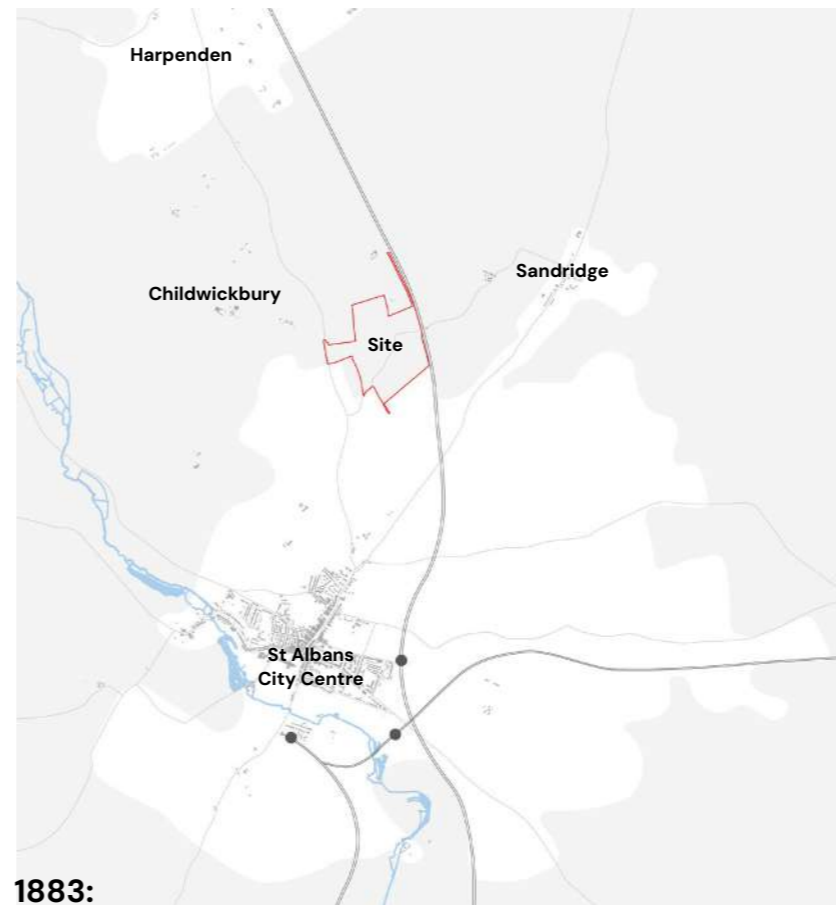 Harpenden
Sandridge
Childwickbury
Site
St Albans
City Centre
1883: